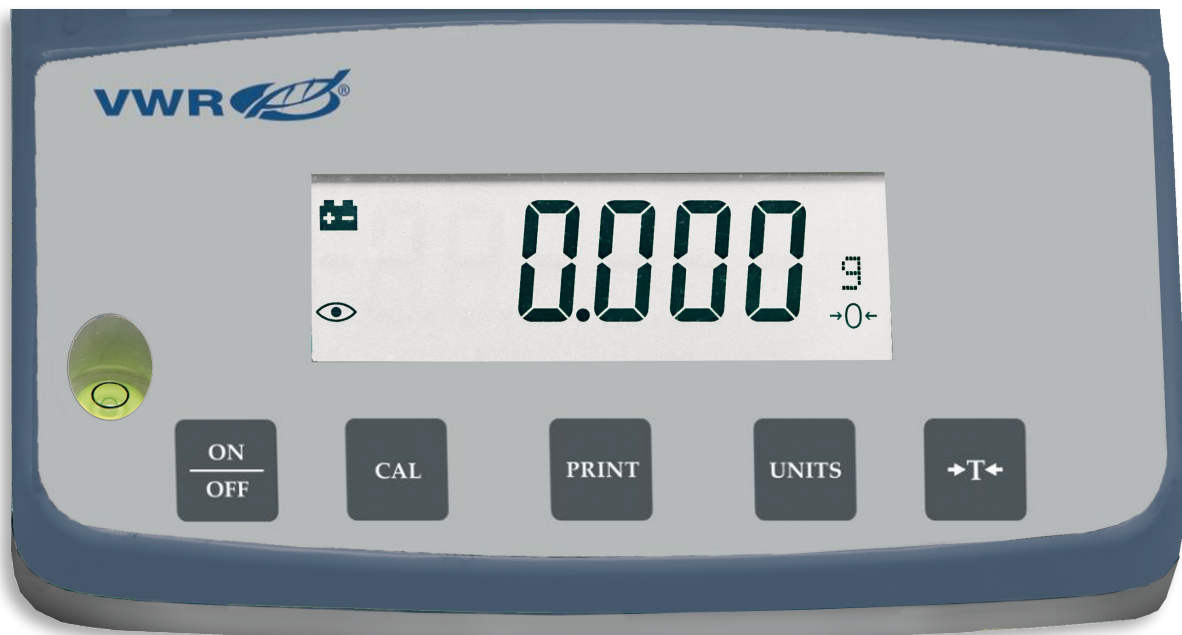 VWR®
0.000 g
→0←
ON
OFF
CAL
PRINT
UNITS
→T←